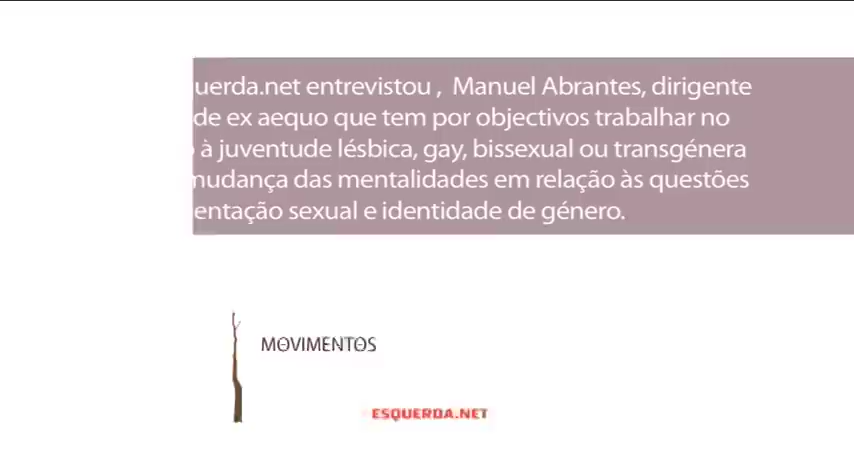 uerda.net entrevistou , Manuel Abrantes, dirigente
de ex aequo que tem por objectivos trabalhar no
à juventude lésbica, gay, bissexual ou transgénera
mudança das mentalidades em relação às questões
entação sexual e identidade de género.
MOVIMENTOS
ESQUERDA.NET